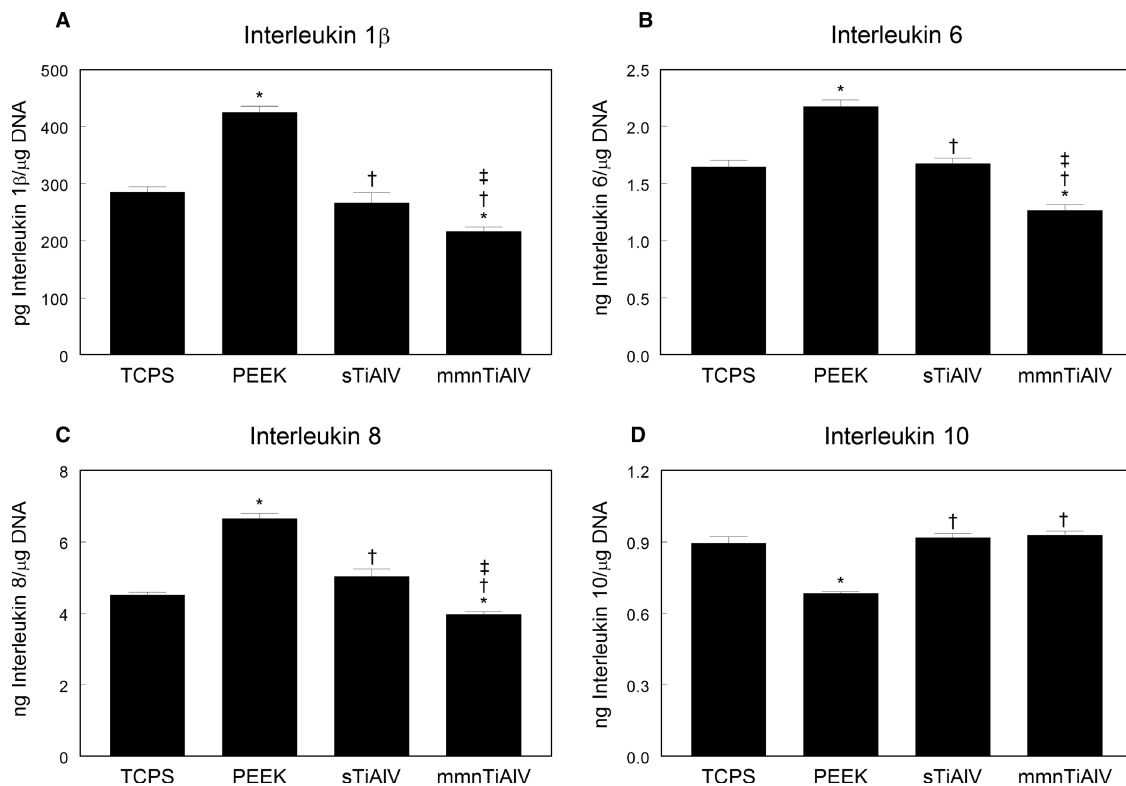 A
Interleukin 1β
pg Interleukin 1β/μg DNA
500
400
300
200
100
0
*
†
‡
†
*
TCPS PEEK sTiAlV mmnTiAlV
B
Interleukin 6
ng Interleukin 6/μg DNA
2.5
2.0
1.5
1.0
0.5
0.0
*
†
‡
†
*
TCPS PEEK sTiAlV mmnTiAlV
C
Interleukin 8
ng Interleukin 8/μg DNA
8
6
4
2
0
*
†
‡
†
*
TCPS PEEK sTiAlV mmnTiAlV
D
Interleukin 10
ng Interleukin 10/μg DNA
1.2
0.9
0.6
0.3
0.0
*
†
†
TCPS PEEK sTiAlV mmnTiAlV